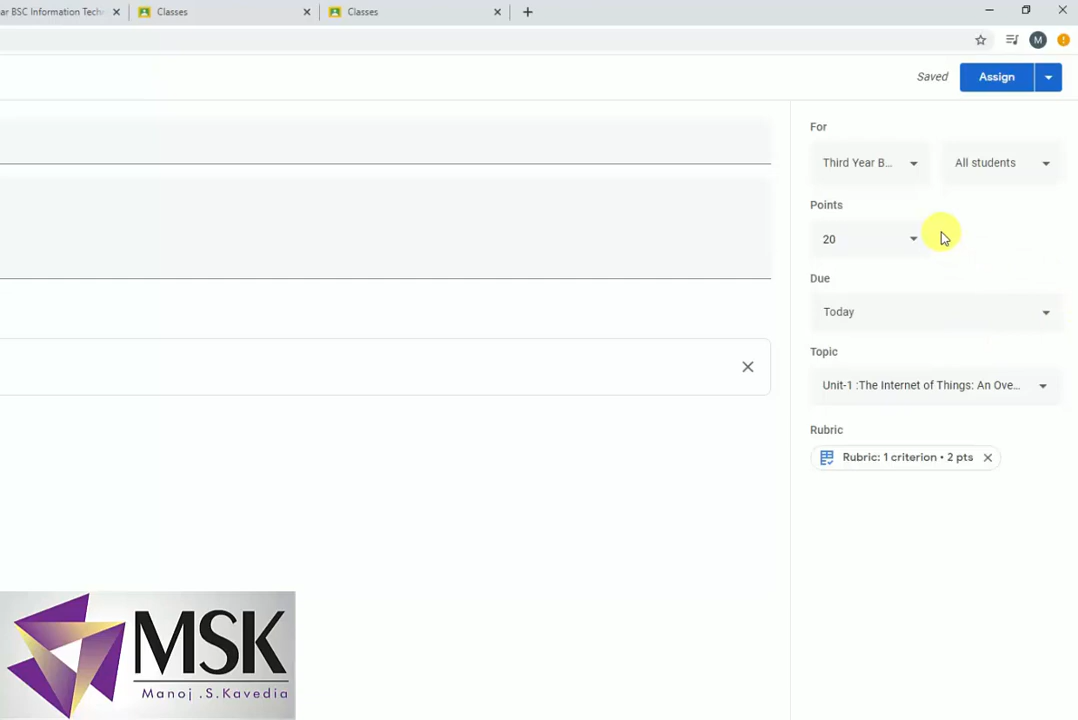 ar BSC Information Techn
Classes
Classes
M
Saved
Assign
For
Third Year B...
All students
Points
20
Due
Today
Topic
Unit-1 :The Internet of Things: An Ove...
Rubric
Rubric: 1 criterion • 2 pts
MSK
Manoj .S.Kavedia